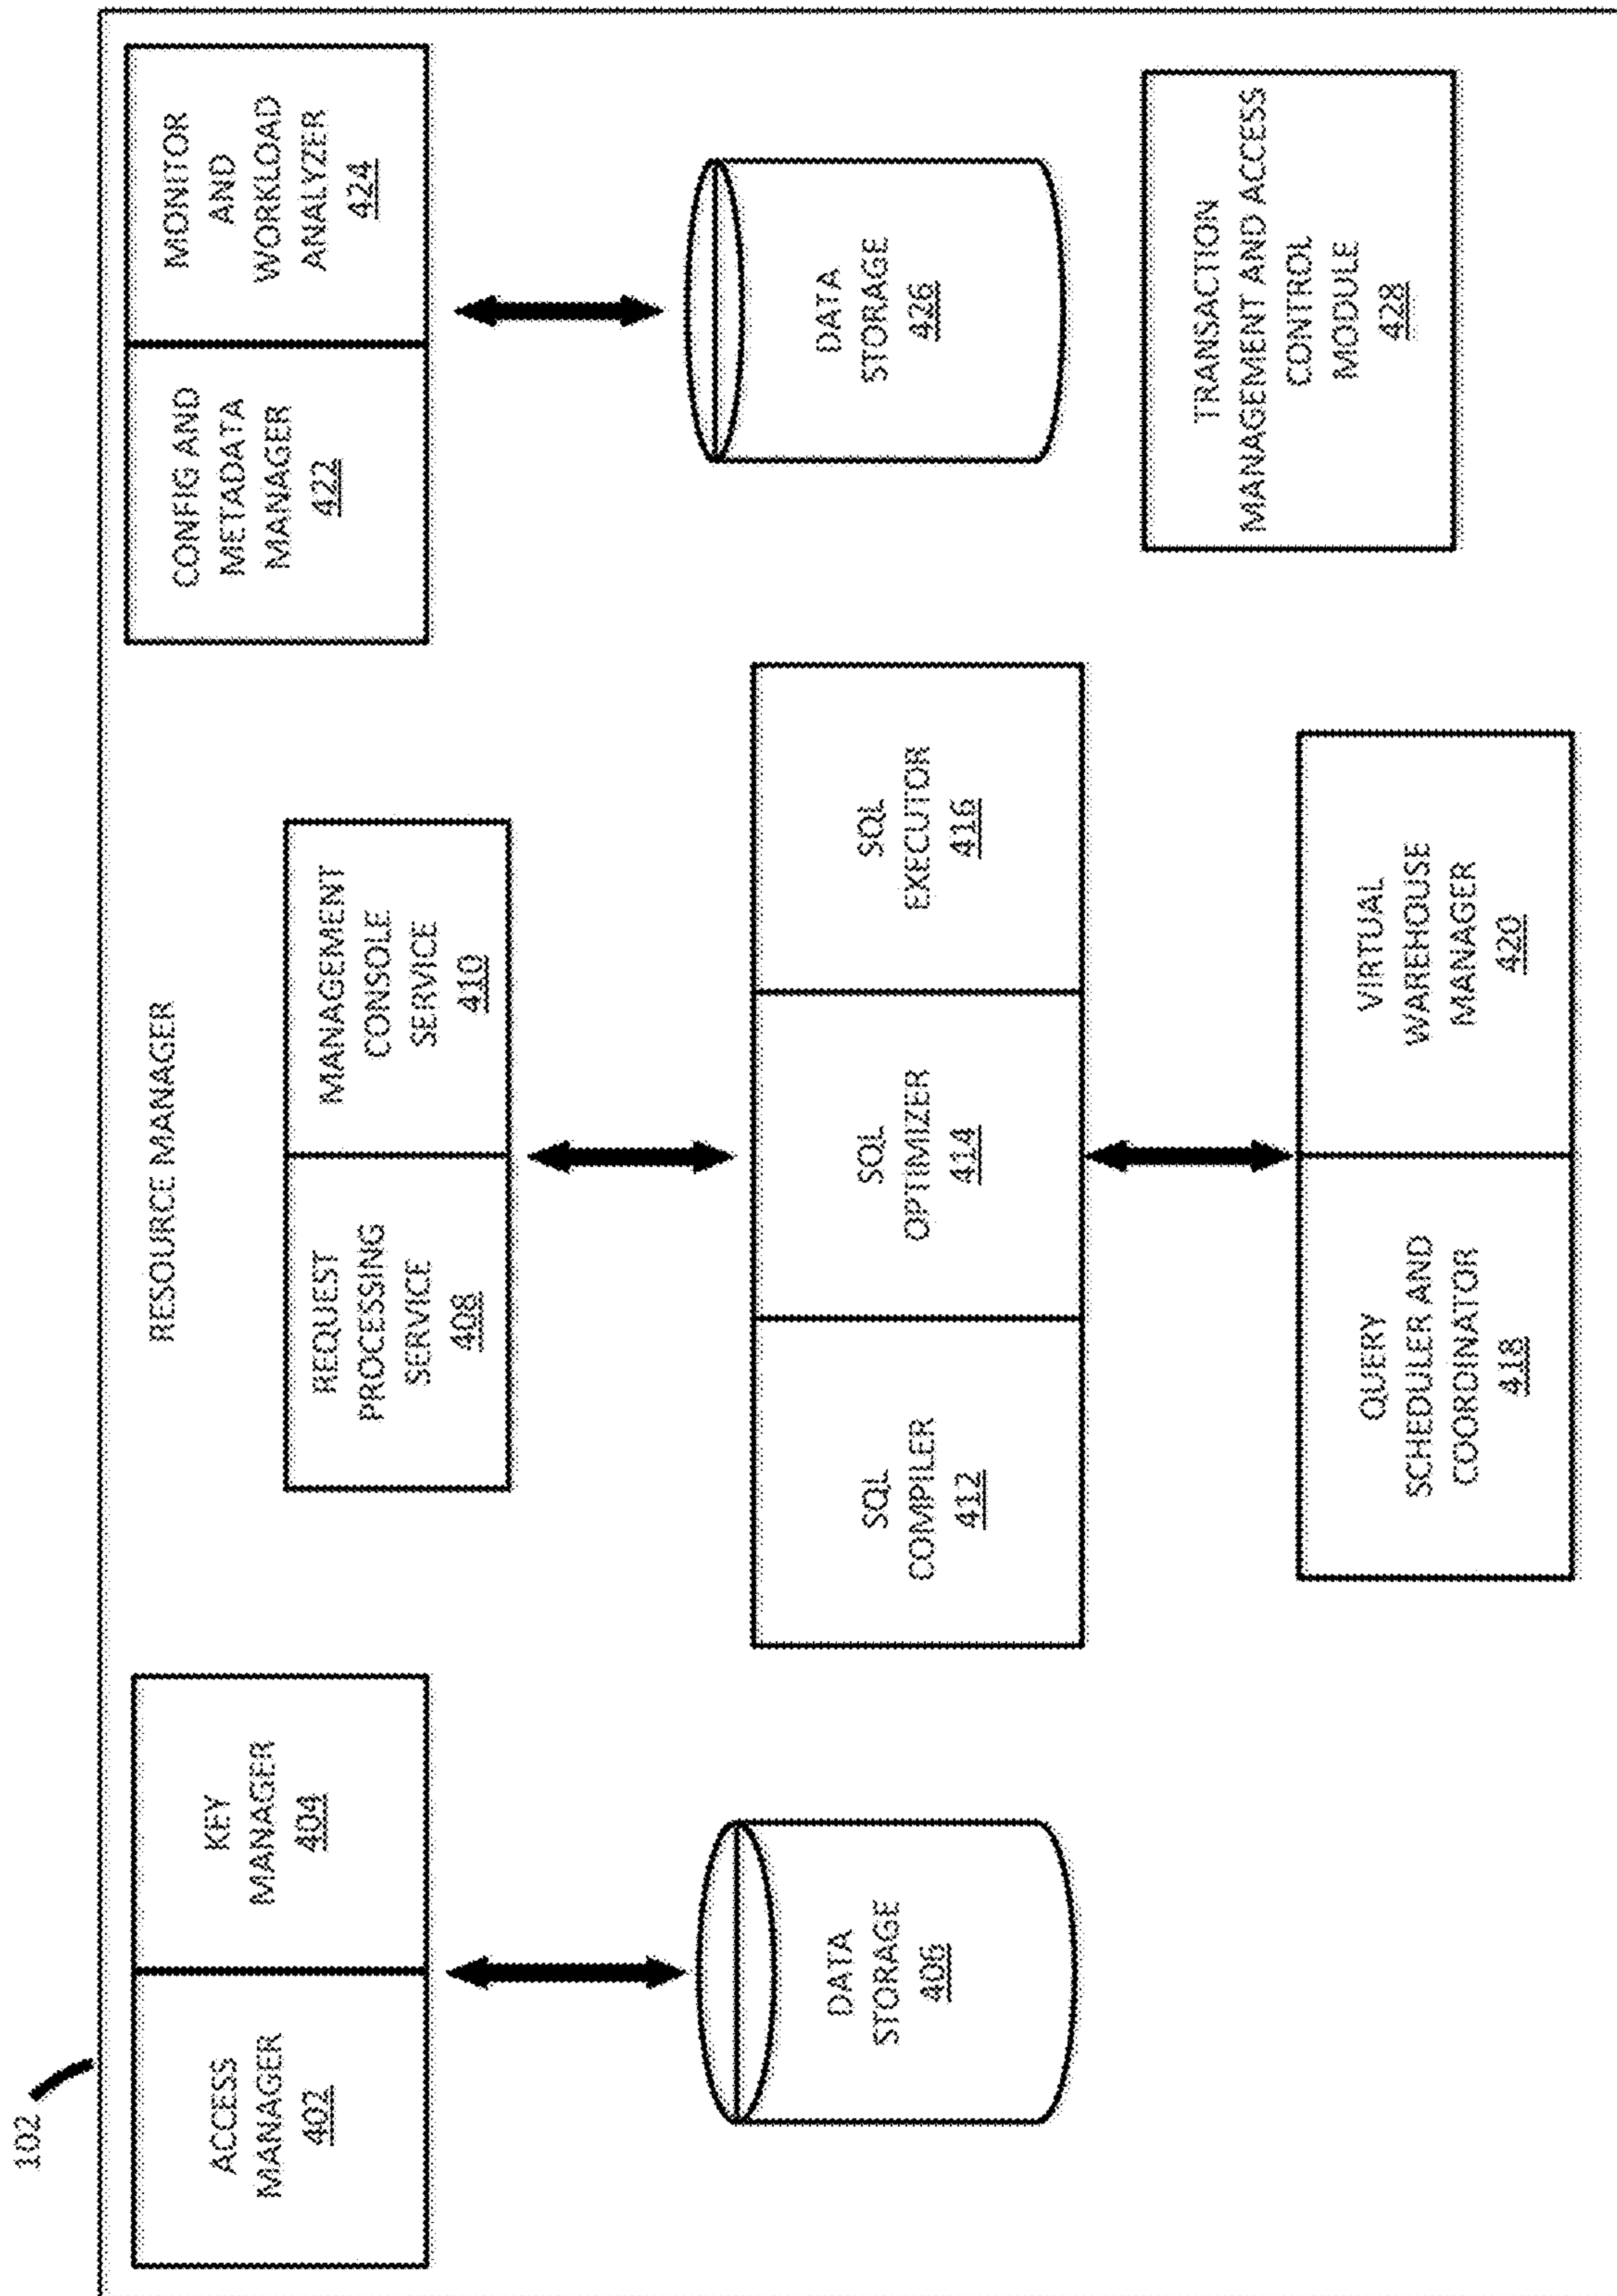 102
RESOURCE MANAGER
ACCESS
MANAGER
402
KEY
MANAGER
404
DATA
STORAGE
406
REQUEST
PROCESSING
SERVICE
408
MANAGEMENT
CONSOLE
SERVICE
410
SQL
COMPILER
412
SQL
OPTIMIZER
414
SQL
EXECUTOR
416
QUERY
SCHEDULER AND
COORDINATOR
418
VIRTUAL
WAREHOUSE
MANAGER
420
CONFIG AND
METADATA
MANAGER
422
MONITOR
AND
WORKLOAD
ANALYZER
424
DATA
STORAGE
426
TRANSACTION
MANAGEMENT AND ACCESS
CONTROL
MODULE
428